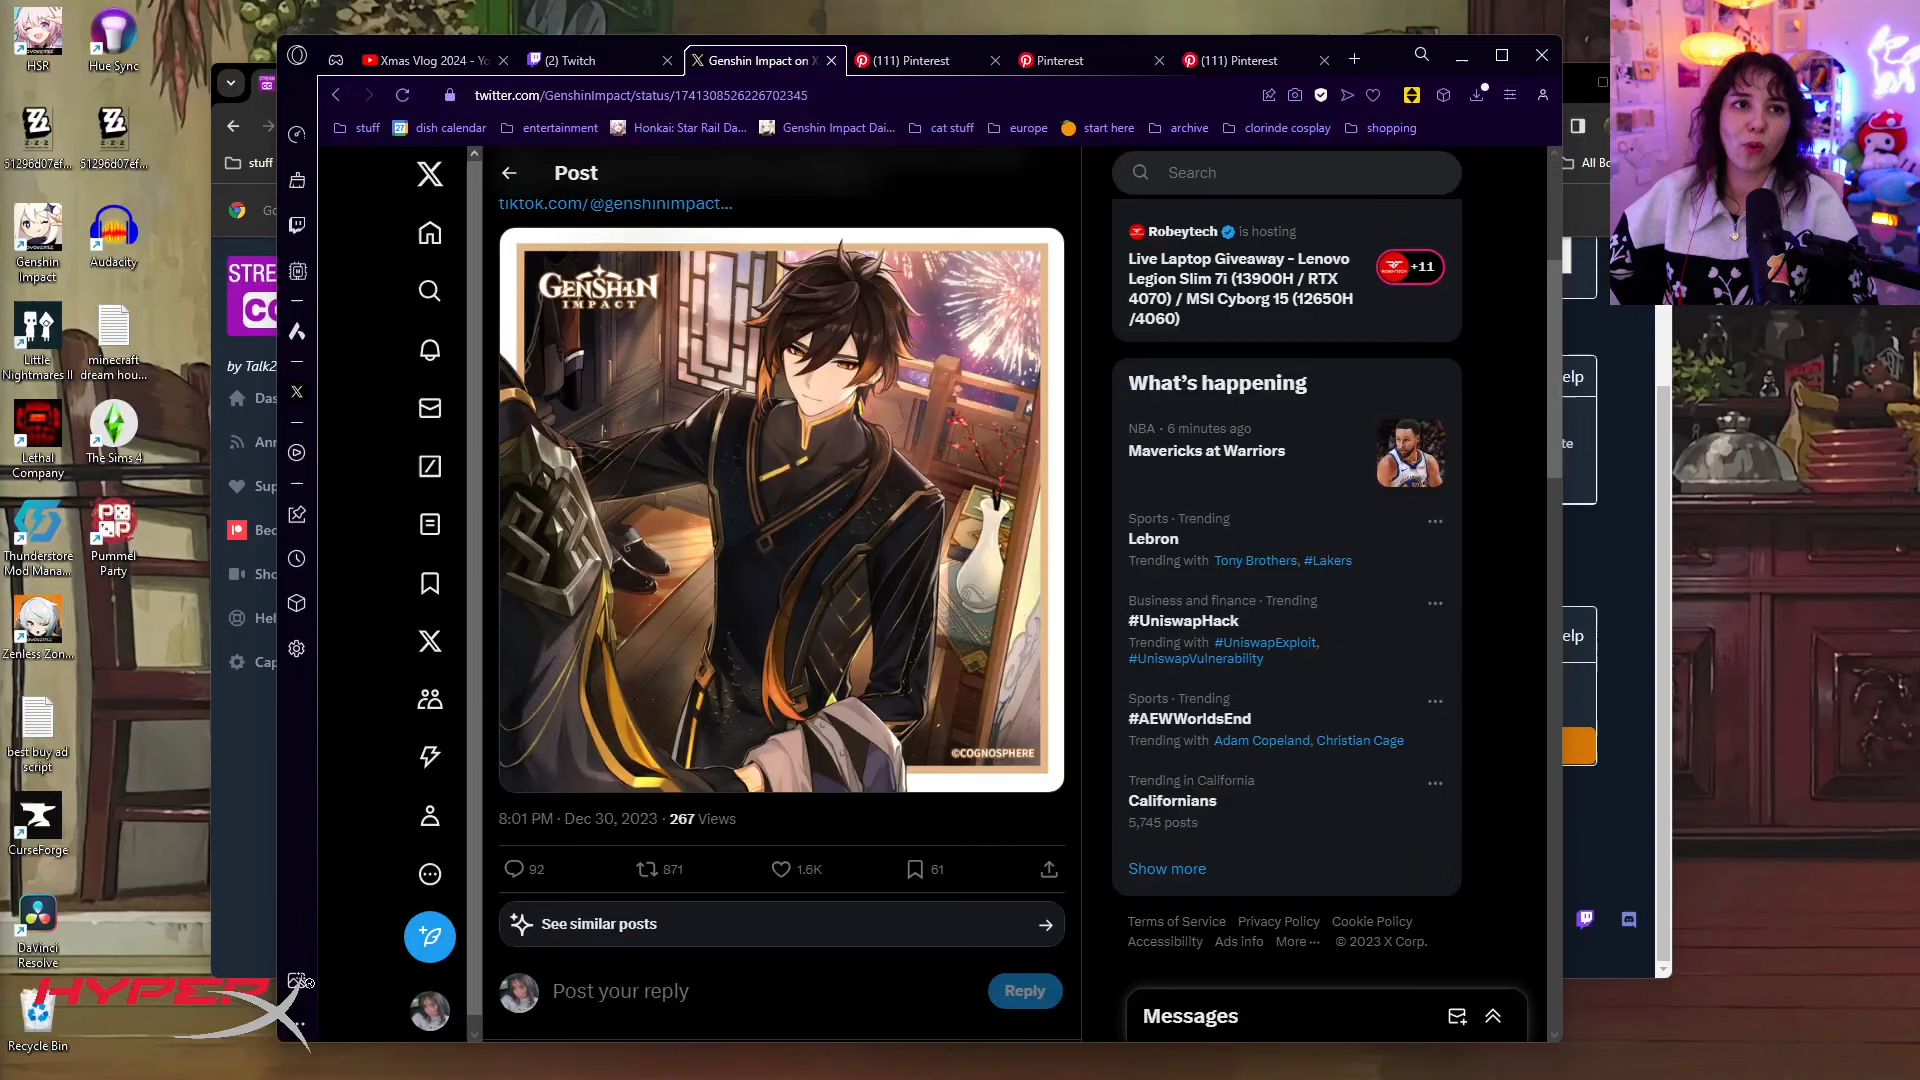 HSR
Hue Sync
51296d07ef...
51296d07ef...
Genshin
Impact
Audacity
Little
Nightmares II
minecraft
dream hou...
Lethal
Company
The Sims 4
Thunderstore
Mod Mana...
Pummel
Party
Zenless Zon...
best buy ad
script
CurseForge
DaVinci
Resolve
Recycle Bin
HYPERX
stuff
by Talk2
Xmas Vlog 2024 - Yo
(2) Twitch
Genshin Impact on X
(111) Pinterest
Pinterest
(111) Pinterest
twitter.com/GenshinImpact/status/1741308526226702345
stuff
dish calendar
entertainment
Honkai: Star Rail Da...
Genshin Impact Dai...
cat stuff
europe
start here
archive
clorinde cosplay
shopping
Post
tiktok.com/@genshinimpact...
GENSHIN
IMPACT
©COGNOSPHERE
8:01 PM · Dec 30, 2023 · 267 Views
92
871
1.6K
61
See similar posts
Post your reply
Reply
Search
Robeytech is hosting
Live Laptop Giveaway - Lenovo
Legion Slim 7i (13900H / RTX
4070) / MSI Cyborg 15 (12650H
/4060)
+11
What's happening
NBA · 6 minutes ago
Mavericks at Warriors
Sports · Trending
Lebron
Trending with Tony Brothers, #Lakers
Business and finance · Trending
#UniswapHack
Trending with #UniswapExploit,
#UniswapVulnerability
Sports · Trending
#AEWWorldsEnd
Trending with Adam Copeland, Christian Cage
Trending in California
Californians
5,745 posts
Show more
Terms of Service Privacy Policy Cookie Policy
Accessibility Ads info More ··· © 2023 X Corp.
Messages